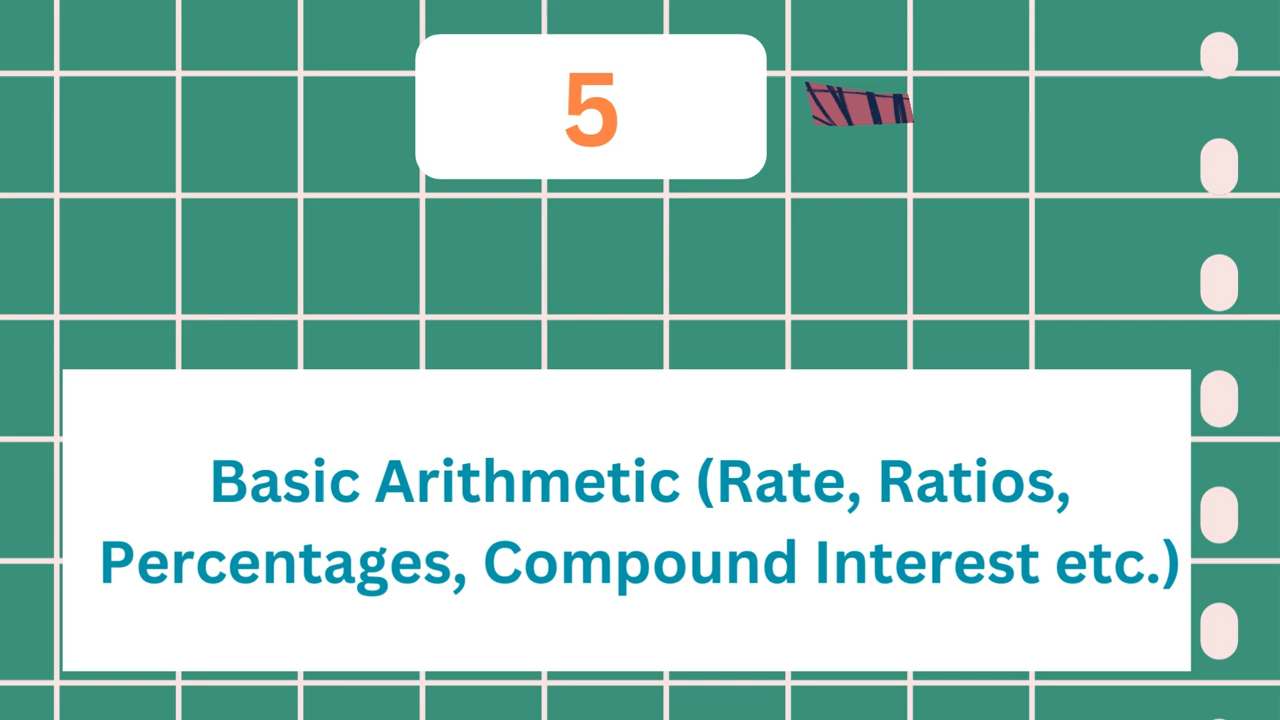 5
Basic Arithmetic (Rate, Ratios,
Percentages, Compound Interest etc.)